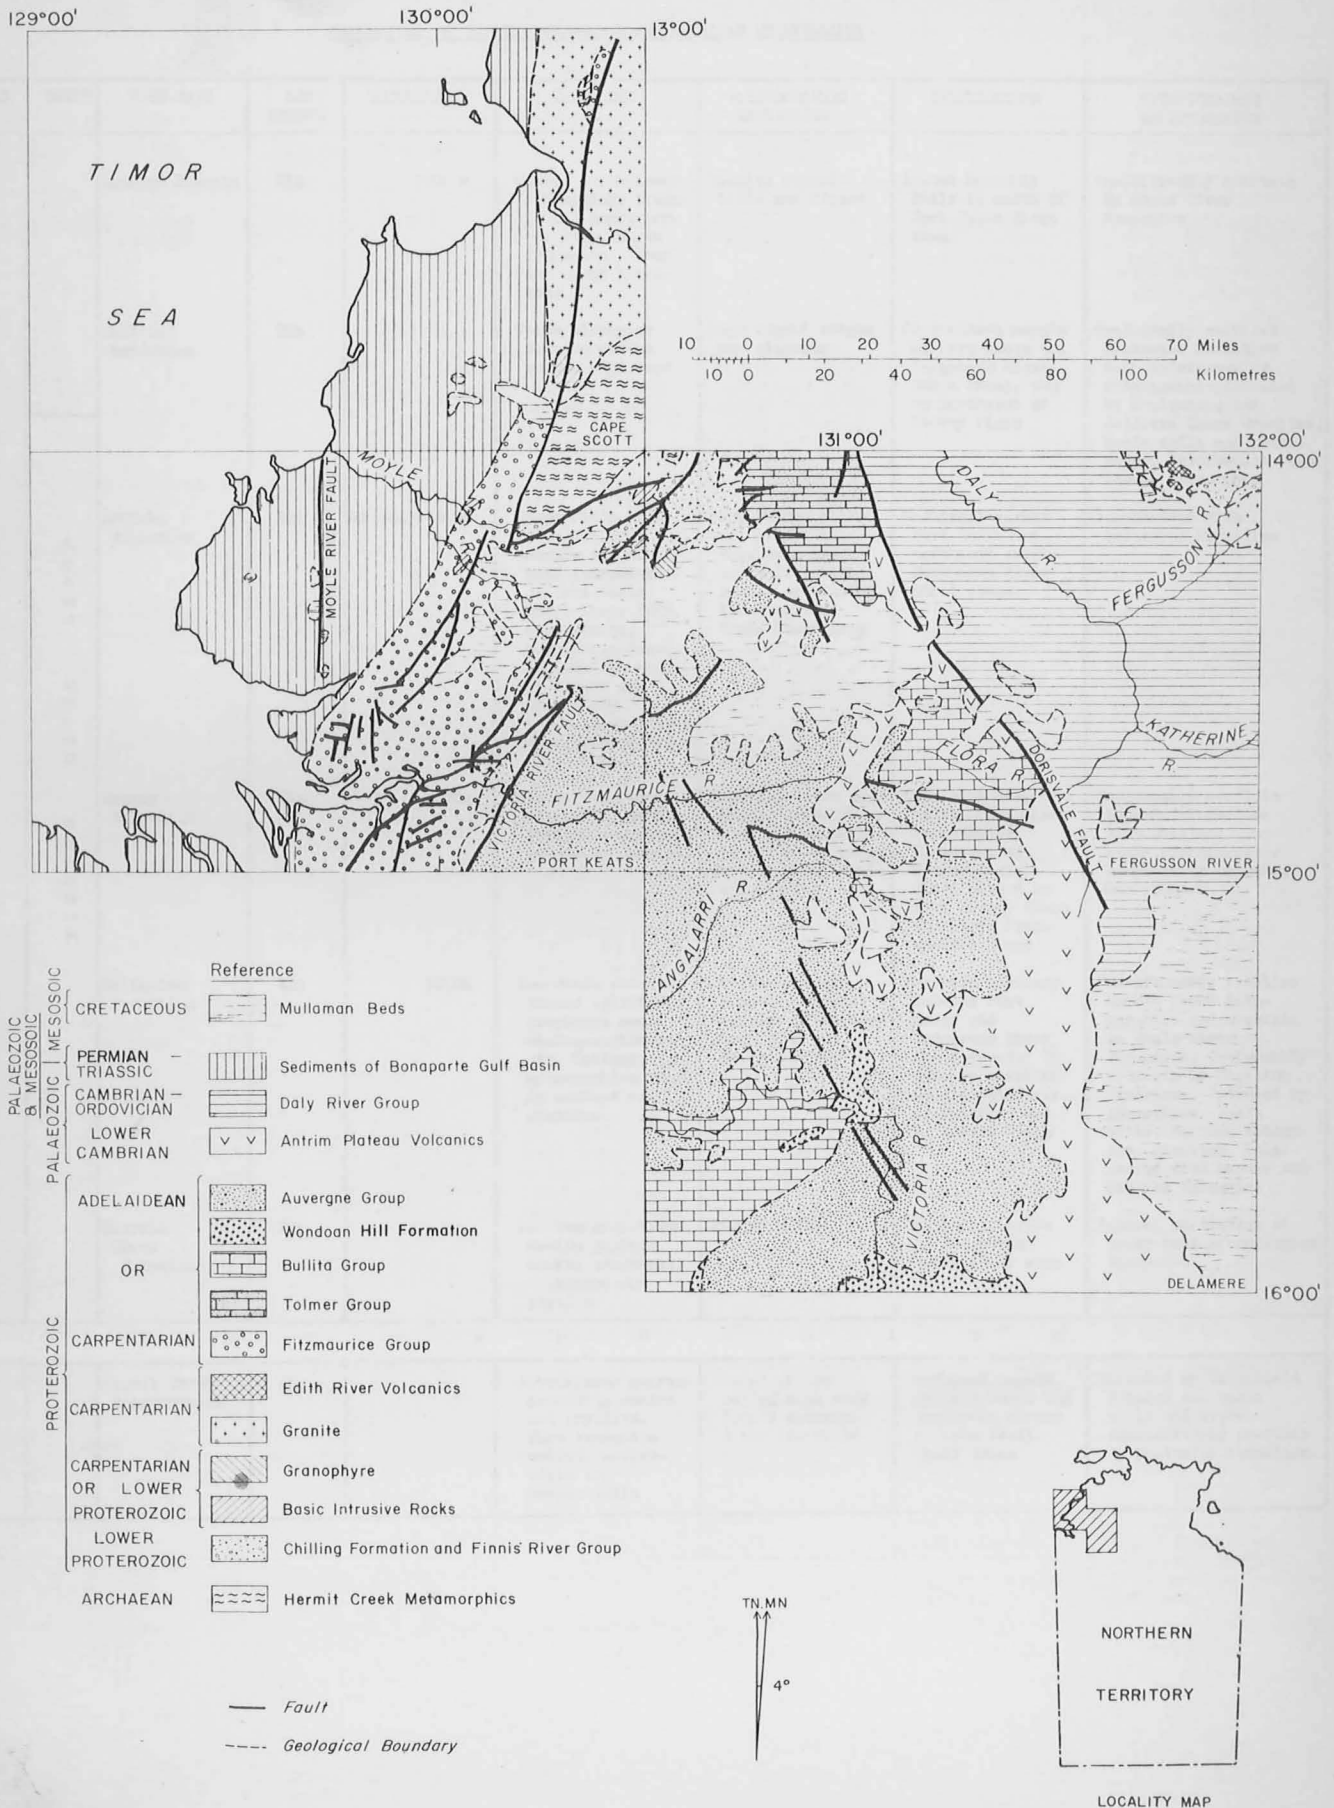 129°00'
130°00'
13°00'
TIMOR
SEA
10 0 10 20 30 40 50 60 70 Miles
10 0 20 40 60 80 100 Kilometres
CAPE
SCOTT
131°00'
132°00'
14°00'
MOYLE
R.
MOYLE RIVER FAULT
DALY
R.
FERGUSSON R.
KATHERINE
R.
FLORA R.
DORISVALE FAULT
VICTORIA RIVER FAULT
FITZMAURICE R
PORT KEATS
FERGUSSON RIVER
15°00'
ANGALARRI R
VICTORIA R
DELAMERE
16°00'
Reference
PALAEOZOIC
& MESOSOIC
PALAEOZOIC
MESOSOIC
CRETACEOUS
Mullaman Beds
PERMIAN –
TRIASSIC
Sediments of Bonaparte Gulf Basin
CAMBRIAN –
ORDOVICIAN
Daly River Group
LOWER
CAMBRIAN
Antrim Plateau Volcanics
PROTEROZOIC
ADELAIDEAN
Auvergne Group
Wondoan Hill Formation
OR
Bullita Group
Tolmer Group
CARPENTARIAN
Fitzmaurice Group
Edith River Volcanics
CARPENTARIAN
Granite
CARPENTARIAN
OR LOWER
PROTEROZOIC
Granophyre
Basic Intrusive Rocks
LOWER
PROTEROZOIC
Chilling Formation and Finnis River Group
ARCHAEAN
Hermit Creek Metamorphics
Fault
Geological Boundary
TN. MN
4°
NORTHERN
TERRITORY
LOCALITY MAP